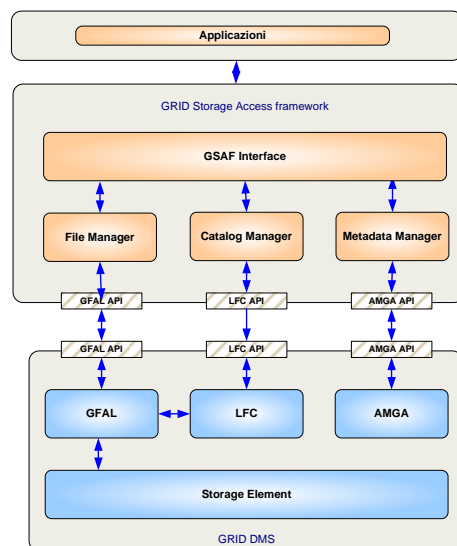 Applicazioni
GRID Storage Access framework
GSAF Interface
File Manager
Catalog Manager
Metadata Manager
GFAL API
LFC API
AMGA API
GFAL API
LFC API
AMGA API
GFAL
LFC
AMGA
Storage Element
GRID DMS